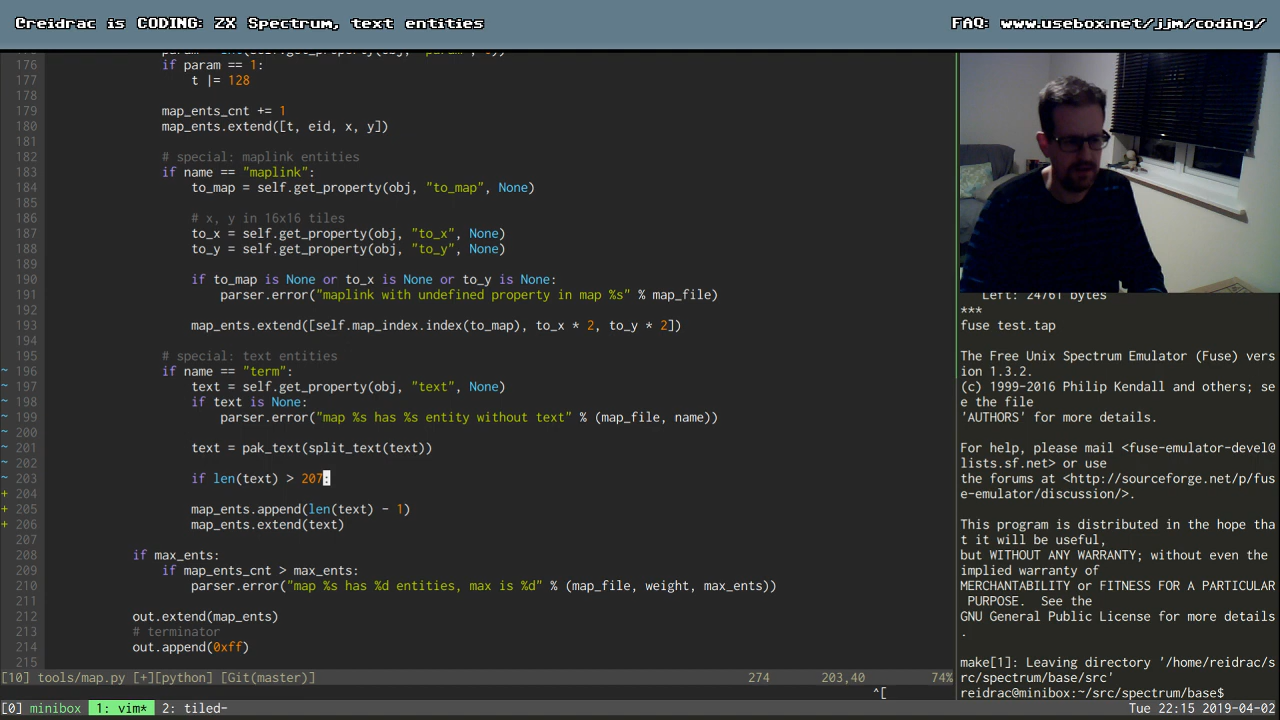 Creidrac is CODING: ZX Spectrum, text entities
FAQ: www.usebox.net/jjm/coding/
176             if param == 1:
177                 t |= 128
178
179             map_ents_cnt += 1
180             map_ents.extend([t, eid, x, y])
181
182             # special: maplink entities
183             if name == "maplink":
184                 to_map = self.get_property(obj, "to_map", None)
185
186                 # x, y in 16x16 tiles
187                 to_x = self.get_property(obj, "to_x", None)
188                 to_y = self.get_property(obj, "to_y", None)
189
190                 if to_map is None or to_x is None or to_y is None:
191                     parser.error("maplink with undefined property in map %s" % map_file)
192
193                 map_ents.extend([self.map_index.index(to_map), to_x * 2, to_y * 2])
194
195             # special: text entities
~ 196             if name == "term":
~ 197                 text = self.get_property(obj, "text", None)
~ 198                 if text is None:
~ 199                     parser.error("map %s has %s entity without text" % (map_file, name))
~ 200
~ 201                 text = pak_text(split_text(text))
~ 202
~ 203                 if len(text) > 207:
+ 204
+ 205                 map_ents.append(len(text) - 1)
+ 206                 map_ents.extend(text)
207
208         if max_ents:
209             if map_ents_cnt > max_ents:
210                 parser.error("map %s has %d entities, max is %d" % (map_file, weight, max_ents))
211
212         out.extend(map_ents)
213         # terminator
214         out.append(0xff)
215
[10] tools/map.py [+][python] [Git(master)] 274 203,40 74%
^[
Left: 24761 bytes
***
fuse test.tap
The Free Unix Spectrum Emulator (Fuse) vers
ion 1.3.2.
(c) 1999-2016 Philip Kendall and others; se
e the file
'AUTHORS' for more details.
For help, please mail <fuse-emulator-devel@
lists.sf.net> or use
the forums at <http://sourceforge.net/p/fus
e-emulator/discussion/>.
This program is distributed in the hope tha
t it will be useful,
but WITHOUT ANY WARRANTY; without even the
implied warranty of
MERCHANTABILITY or FITNESS FOR A PARTICULAR
PURPOSE.  See the
GNU General Public License for more details
.
make[1]: Leaving directory '/home/reidrac/s
rc/spectrum/base/src'
reidrac@minibox:~/src/spectrum/base$
[0] minibox 1: vim* 2: tiled- Tue 22:15 2019-04-02